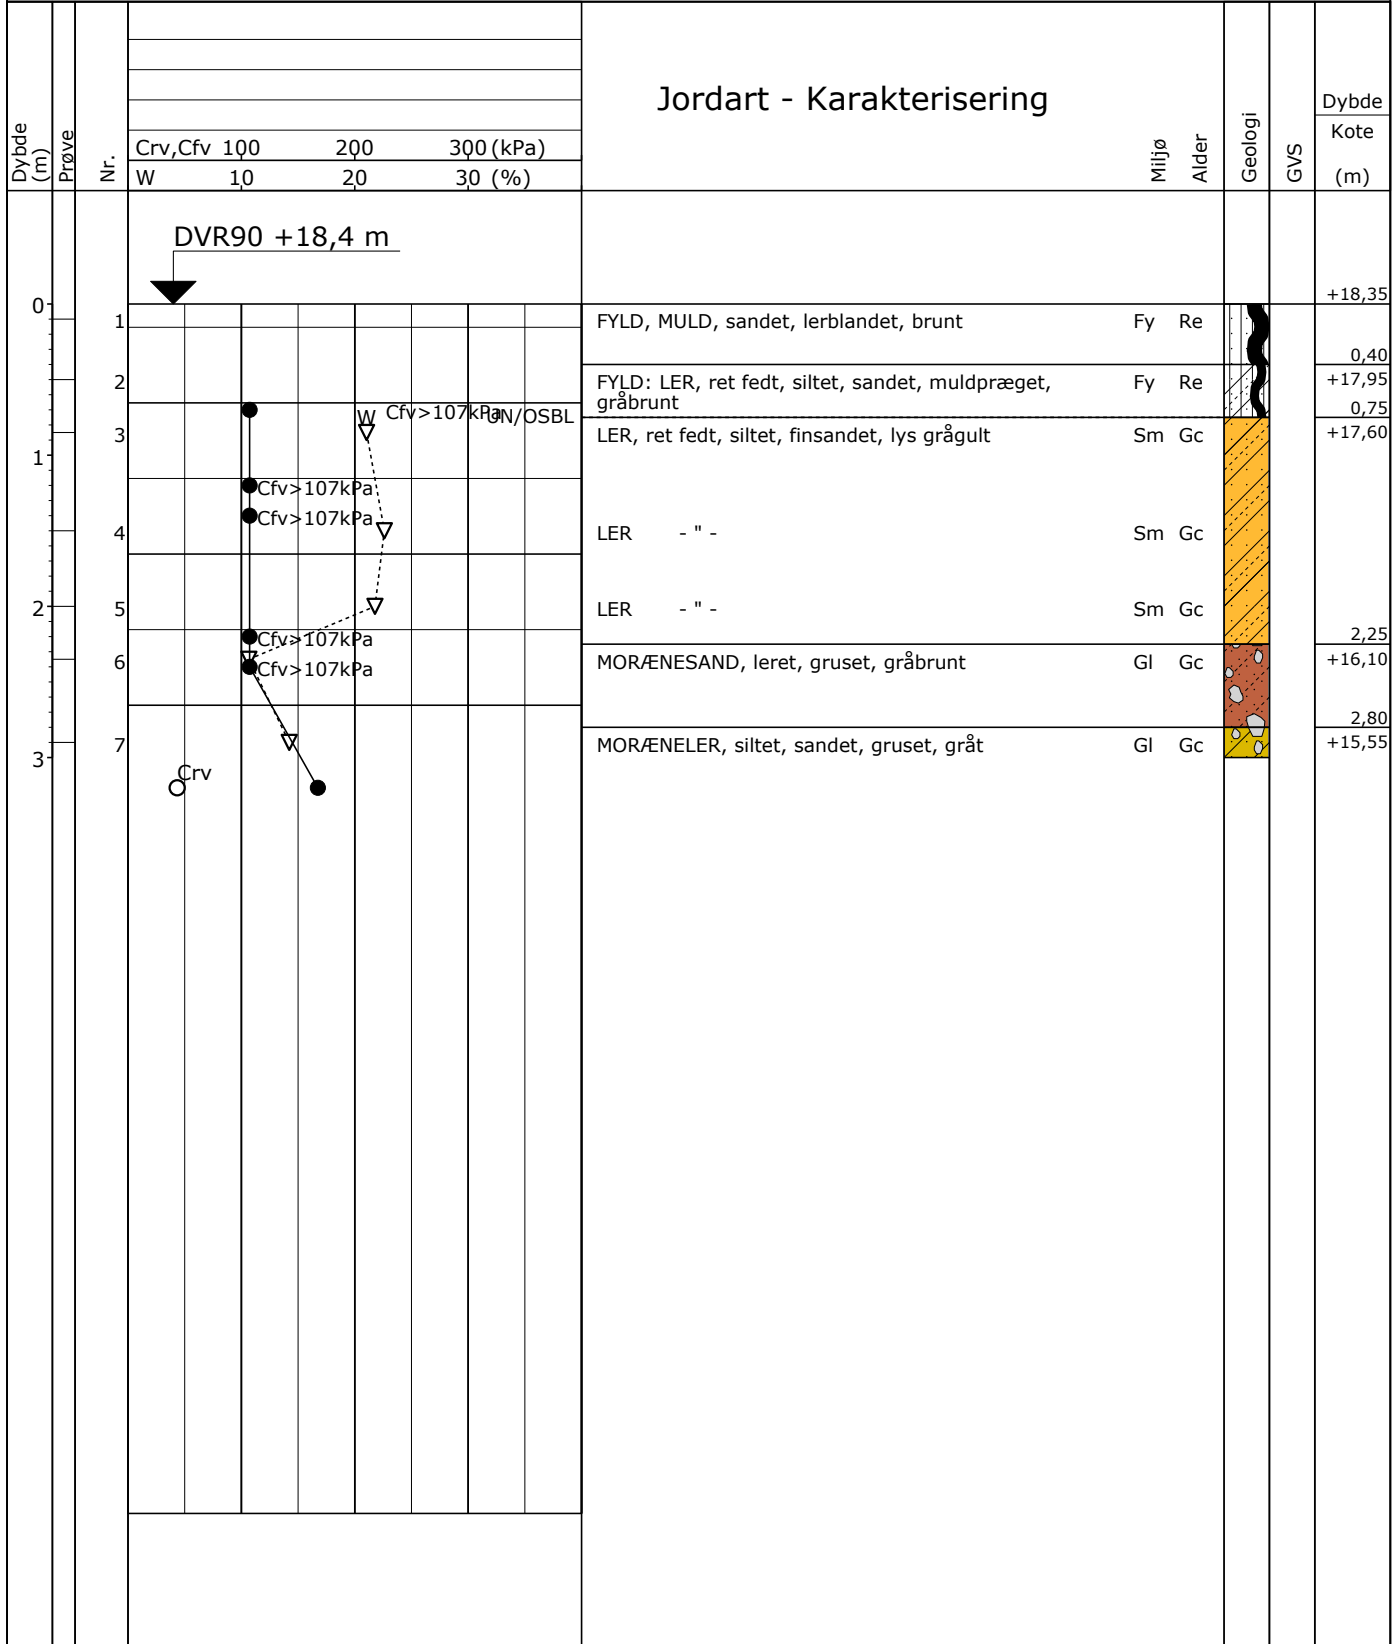 Jordart - Karakterisering
Dybde (m)
Prøve
Nr.
Crv,Cfv 100 200 300 (kPa)
W 10 20 30 (%)
Miljø
Alder
Geologi
GVS
Dybde
Kote
(m)
DVR90 +18,4 m
+18,35
0
1 FYLD, MULD, sandet, lerblandet, brunt Fy Re
0,40
2 FYLD: LER, ret fedt, siltet, sandet, muldpræget, Fy Re +17,95
gråbrunt
0,75
W Cfv>107kPa UN/OSBL
3 LER, ret fedt, siltet, finsandet, lys grågult Sm Gc +17,60
1
Cfv>107kPa
Cfv>107kPa
4 LER - " - Sm Gc
2 5 LER - " - Sm Gc
Cfv>107kPa
2,25
6 MORÆNESAND, leret, gruset, gråbrunt Gl Gc +16,10
Cfv>107kPa
2,80
7 MORÆNELER, siltet, sandet, gruset, gråt Gl Gc +15,55
3
Crv